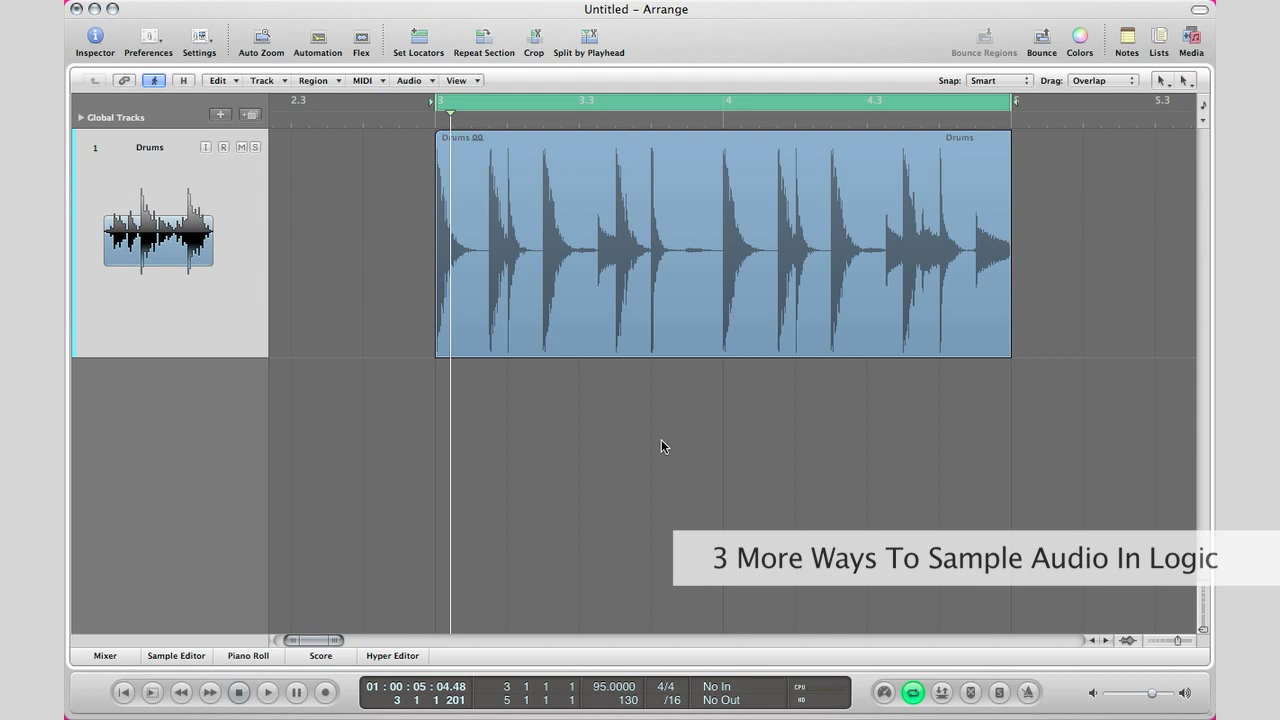 Untitled – Arrange
Inspector Preferences Settings Auto Zoom Automation Flex Set Locators Repeat Section Crop Split by Playhead Bounce Regions Bounce Colors Notes Lists Media
H Edit Track Region MIDI Audio View Snap: Smart Drag: Overlap
2.3 3 3.3 4 4.3 5.3
Global Tracks
1 Drums I R M S
Drums Drums
3 More Ways To Sample Audio In Logic
Mixer Sample Editor Piano Roll Score Hyper Editor
01 : 00 : 05 : 04.48 3 1 1 1 95.0000 4/4 No In CPU
3 1 1 201 5 1 1 1 130 /16 No Out HD